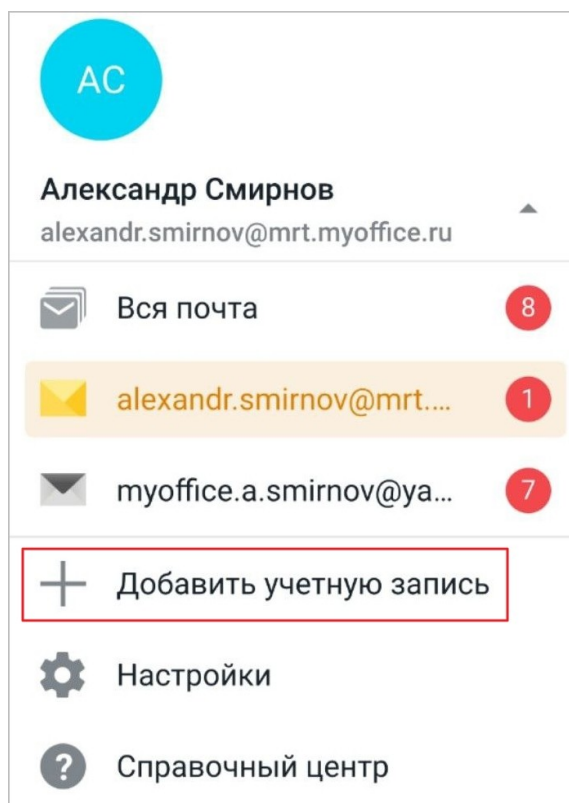 АС
Александр Смирнов
alexandr.smirnov@mrt.myoffice.ru
Вся почта 8
alexandr.smirnov@mrt.... 1
myoffice.a.smirnov@ya... 7
Добавить учетную запись
Настройки
? Справочный центр